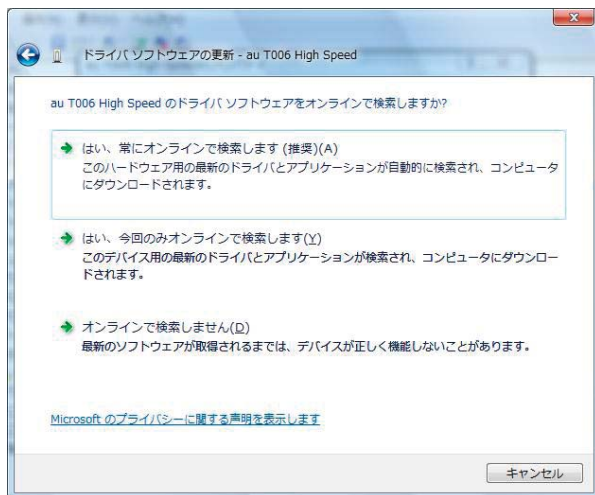 ドライバ ソフトウェアの更新 - au T006 High Speed
au T006 High Speed のドライバ ソフトウェアをオンラインで検索しますか?
はい、常にオンラインで検索します (推奨)(A)
このハードウェア用の最新のドライバとアプリケーションが自動的に検索され、コンピュータ
にダウンロードされます。
はい、今回のみオンラインで検索します(Y)
このデバイス用の最新のドライバとアプリケーションが検索され、コンピュータにダウンロー
ドされます。
オンラインで検索しません(D)
最新のソフトウェアが取得されるまでは、デバイスが正しく機能しないことがあります。
Microsoft のプライバシーに関する声明を表示します
キャンセル